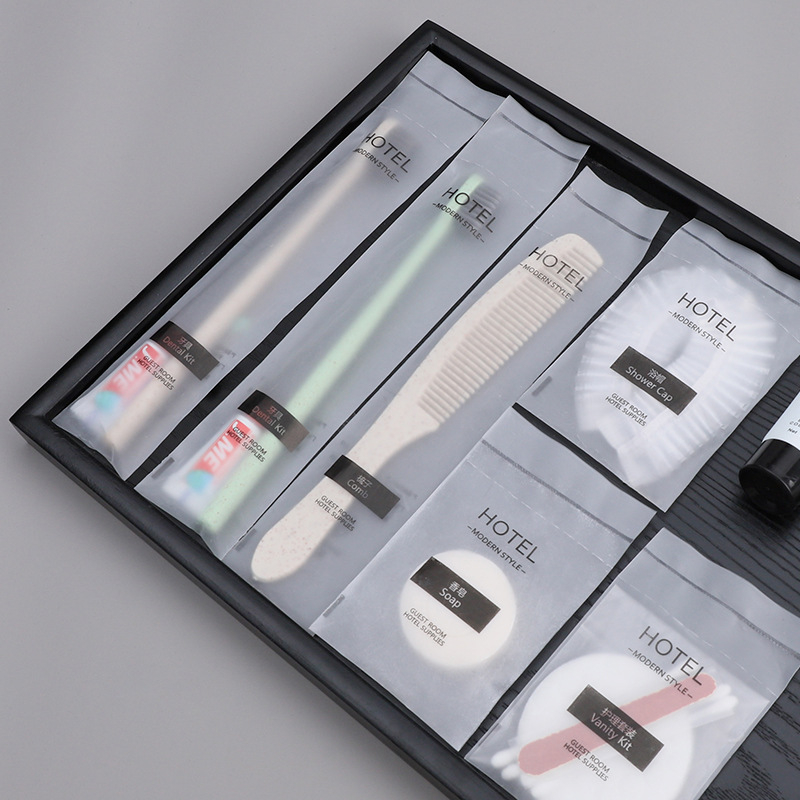 HOTEL
–MODERN STYLE–
牙具
Dental Kit
GUEST ROOM
HOTEL SUPPLIES
ME
HOTEL
–MODERN STYLE–
牙具
Dental Kit
GUEST ROOM
HOTEL SUPPLIES
ME
HOTEL
–MODERN STYLE–
梳子
Comb
GUEST ROOM
HOTEL SUPPLIES
HOTEL
–MODERN STYLE–
浴帽
Shower Cap
GUEST ROOM
HOTEL SUPPLIES
HOTEL
–MODERN STYLE–
香皂
Soap
GUEST ROOM
HOTEL SUPPLIES
HOTEL
–MODERN STYLE–
护理套装
Vanity Kit
GUEST ROOM
HOTEL SUPPLIES